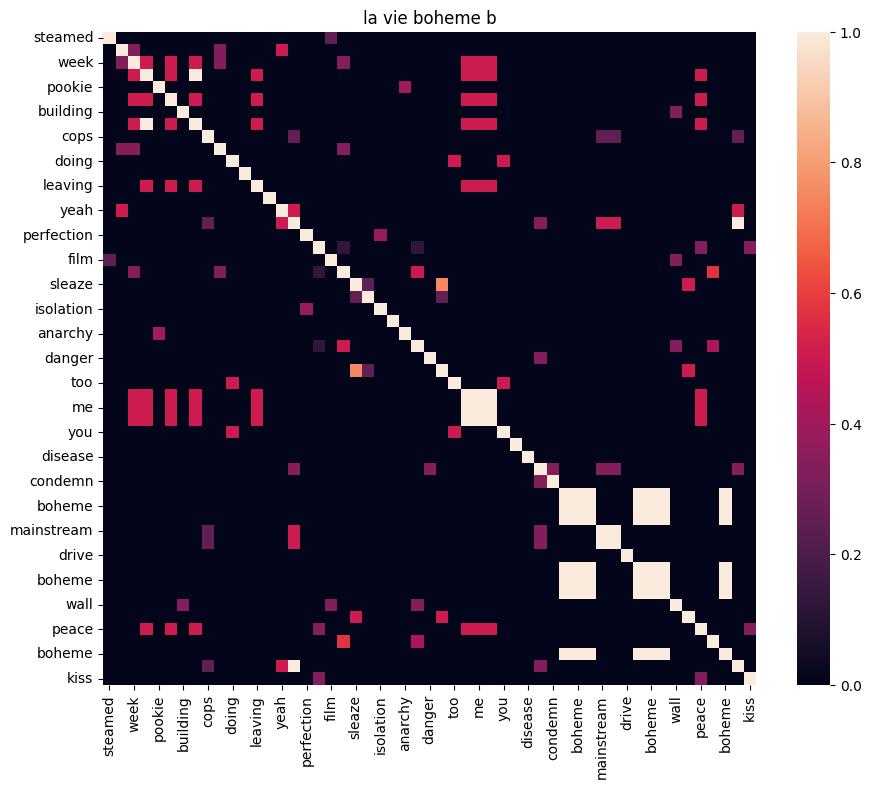 la vie boheme b
steamed
week
pookie
building
cops
doing
leaving
yeah
perfection
film
sleaze
isolation
anarchy
danger
too
me
you
disease
condemn
boheme
mainstream
drive
boheme
wall
peace
boheme
kiss
steamed
week
pookie
building
cops
doing
leaving
yeah
perfection
film
sleaze
isolation
anarchy
danger
too
me
you
disease
condemn
boheme
mainstream
drive
boheme
wall
peace
boheme
kiss
1.0
0.8
0.6
0.4
0.2
0.0